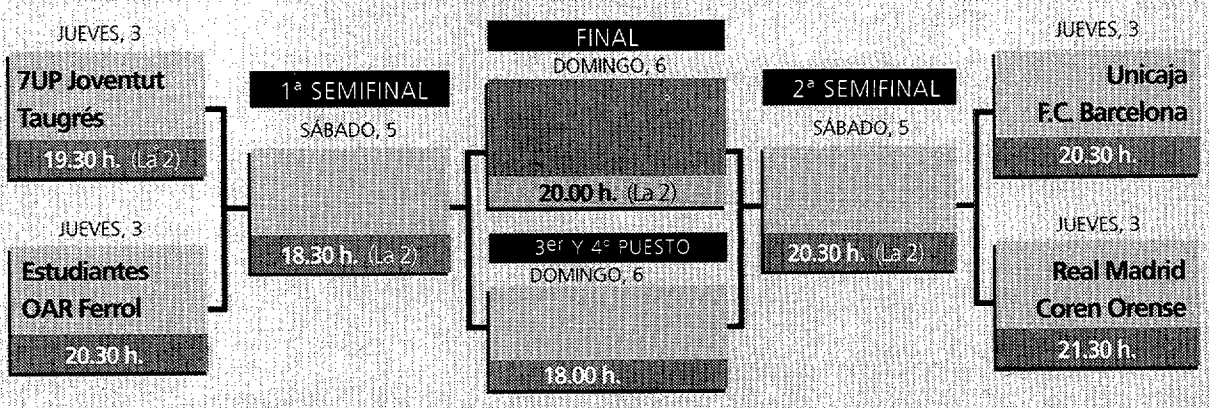 JUEVES, 3
7UP Joventut
Taugrés
19.30 h. (La 2)
JUEVES, 3
Estudiantes
OAR Ferrol
20.30 h.
1ª SEMIFINAL
SÁBADO, 5
18.30 h. (La 2)
FINAL
DOMINGO, 6
20.00 h. (La 2)
3er Y 4º PUESTO
DOMINGO, 6
18.00 h.
2ª SEMIFINAL
SÁBADO, 5
20.30 h. (La 2)
JUEVES, 3
Unicaja
F.C. Barcelona
20.30 h.
JUEVES, 3
Real Madrid
Coren Orense
21.30 h.